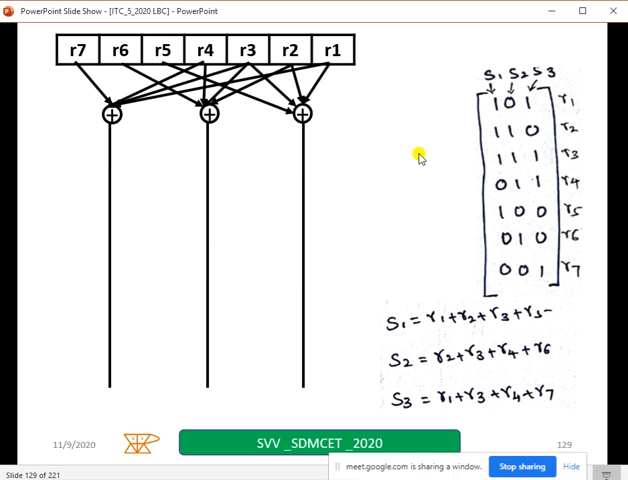 PowerPoint Slide Show - [ITC_5_2020 LBC] - PowerPoint
r7 r6 r5 r4 r3 r2 r1
S1 S2 S3
1 0 1 r1
1 1 0 r2
1 1 1 r3
0 1 1 r4
1 0 0 r5
0 1 0 r6
0 0 1 r7
S1 = r1+r2+r3+r5
S2 = r2+r3+r4+r6
S3 = r1+r3+r4+r7
11/9/2020 SVV _SDMCET _2020 129
meet.google.com is sharing a window. Stop sharing Hide
Slide 129 of 221